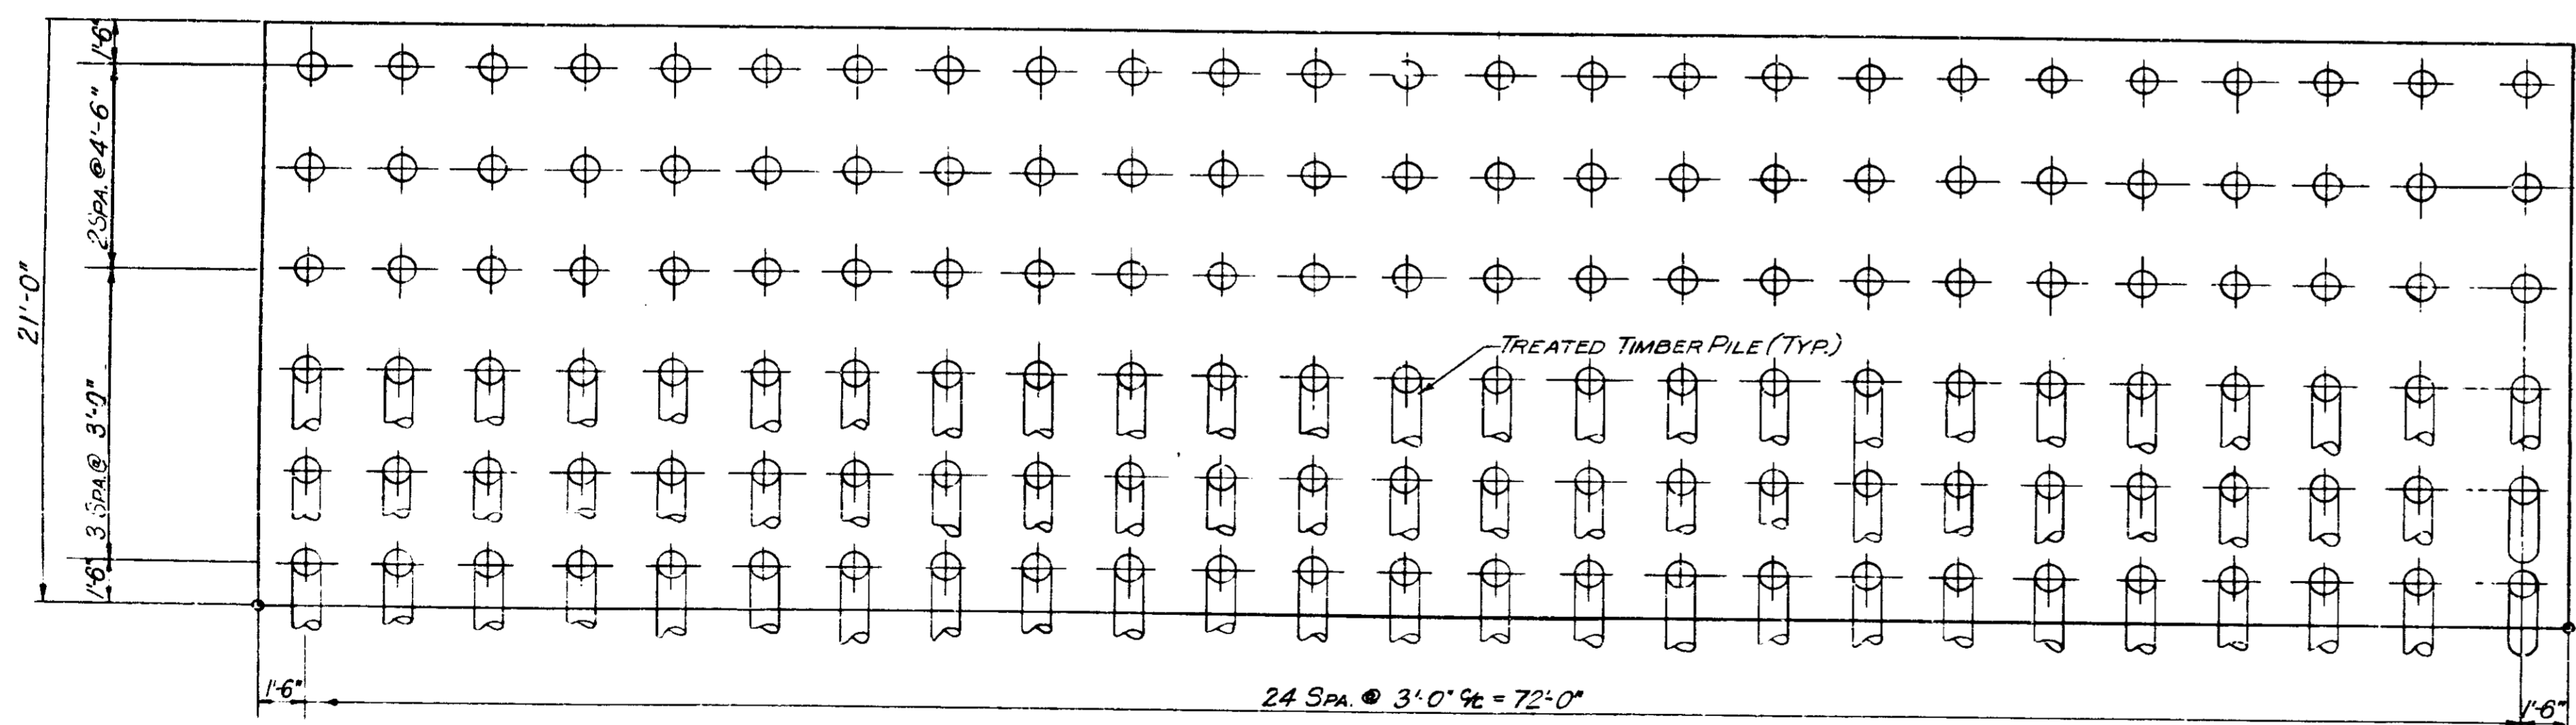 1'-6"
2 SPA. @ 4'-6"
21'-0"
3 SPA. @ 3'-0"
1'-6"
TREATED TIMBER PILE (TYP.)
1'-6"
24 SPA. @ 3'-0" c/c = 72'-0"
1'-6"